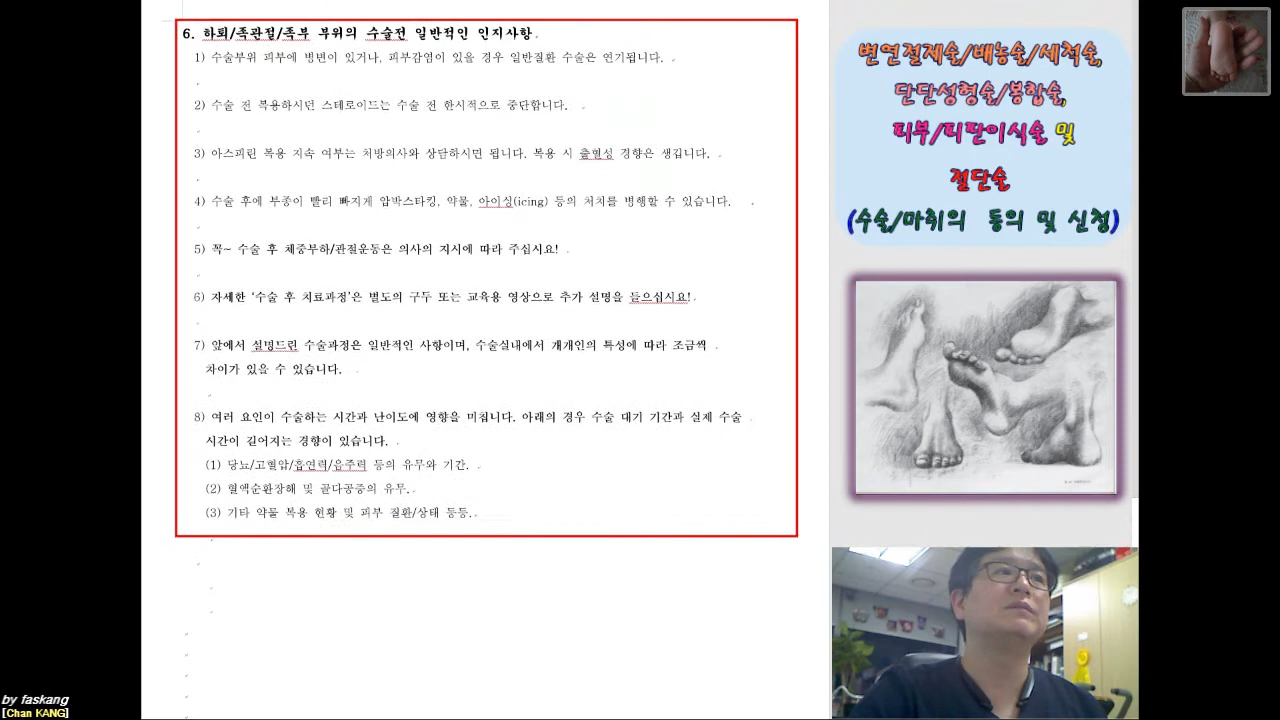 6. 하퇴/족관절/족부 부위의 수술전 일반적인 인지사항
1) 수술부위 피부에 병변이 있거나, 피부감염이 있을 경우 일반질환 수술은 연기됩니다.
2) 수술 전 복용하시던 스테로이드는 수술 전 한시적으로 중단합니다.
3) 아스피린 복용 지속 여부는 처방의사와 상담하시면 됩니다. 복용 시 출혈성 경향은 생깁니다.
4) 수술 후에 부종이 빨리 빠지게 압박스타킹, 약물, 아이싱(icing) 등의 처치를 병행할 수 있습니다.
5) 꼭~ 수술 후 체중부하/관절운동은 의사의 지시에 따라 주십시요!
6) 자세한 '수술 후 치료과정'은 별도의 구두 또는 교육용 영상으로 추가 설명을 들으십시요!
7) 앞에서 설명드린 수술과정은 일반적인 사항이며, 수술실내에서 개개인의 특성에 따라 조금씩
차이가 있을 수 있습니다.
8) 여러 요인이 수술하는 시간과 난이도에 영향을 미칩니다. 아래의 경우 수술 대기 기간과 실제 수술
시간이 길어지는 경향이 있습니다.
(1) 당뇨/고혈압/흡연력/음주력 등의 유무와 기간.
(2) 혈액순환장해 및 골다공증의 유무.
(3) 기타 약물 복용 현황 및 피부 질환/상태 등등.
변연절제술/배농술/세척술,
단단성형술/봉합술,
피부/피판이식술 및
절단술
(수술/마취의 동의 및 신청)
by faskang
[Chan KANG]